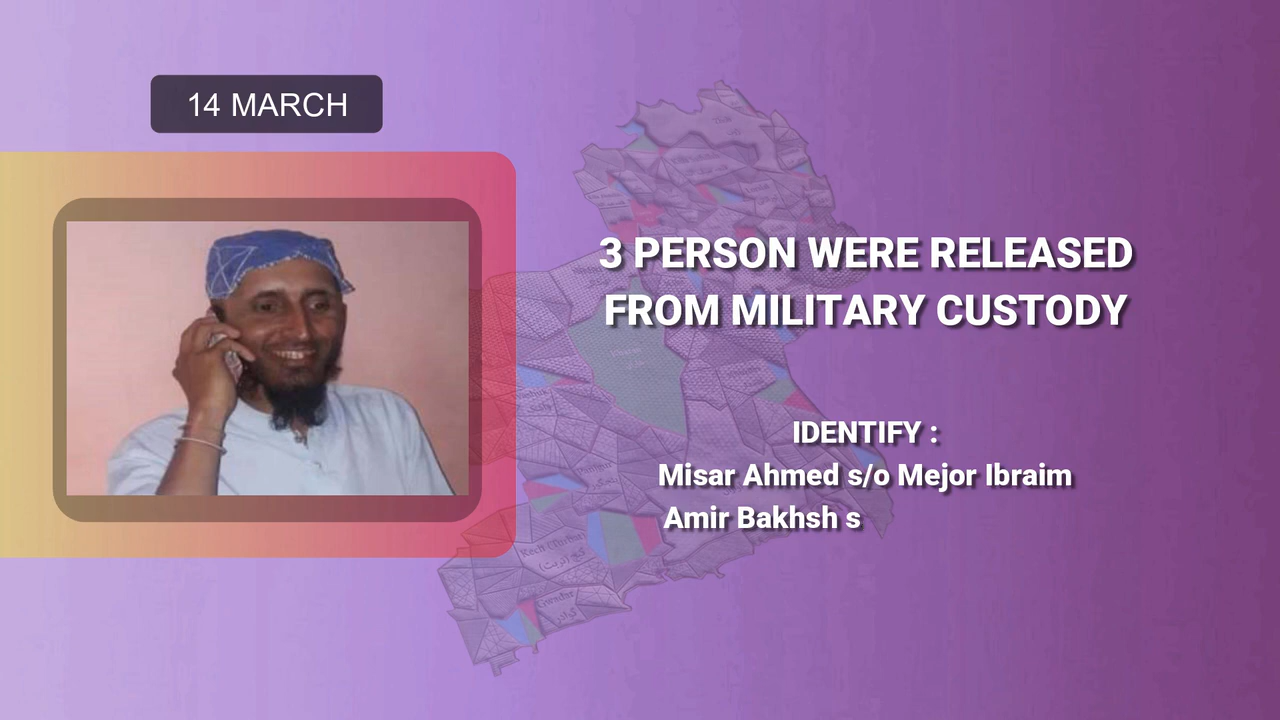 14 MARCH
3 PERSON WERE RELEASED
FROM MILITARY CUSTODY
IDENTIFY :
Misar Ahmed s/o Mejor Ibraim
Amir Bakhsh s